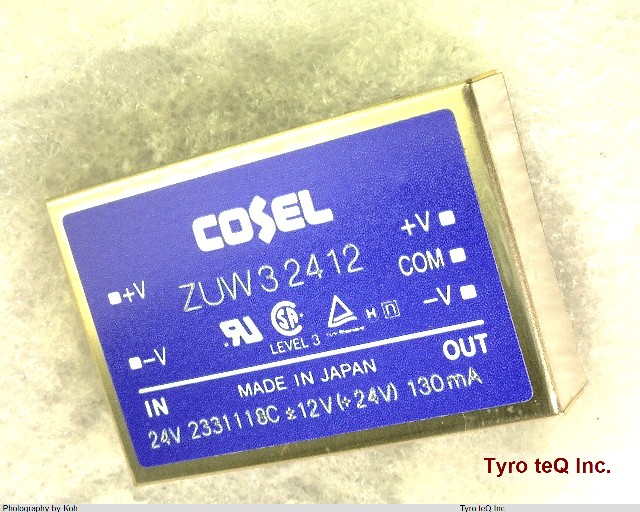 COSEL
ZUW32412
+V
+V
COM
-V
-V
LEVEL 3
MADE IN JAPAN
IN
OUT
24V 2331118C ±12V(+24V) 130mA
Tyro teQ Inc.
Photography by Koh
Tyro teQ Inc